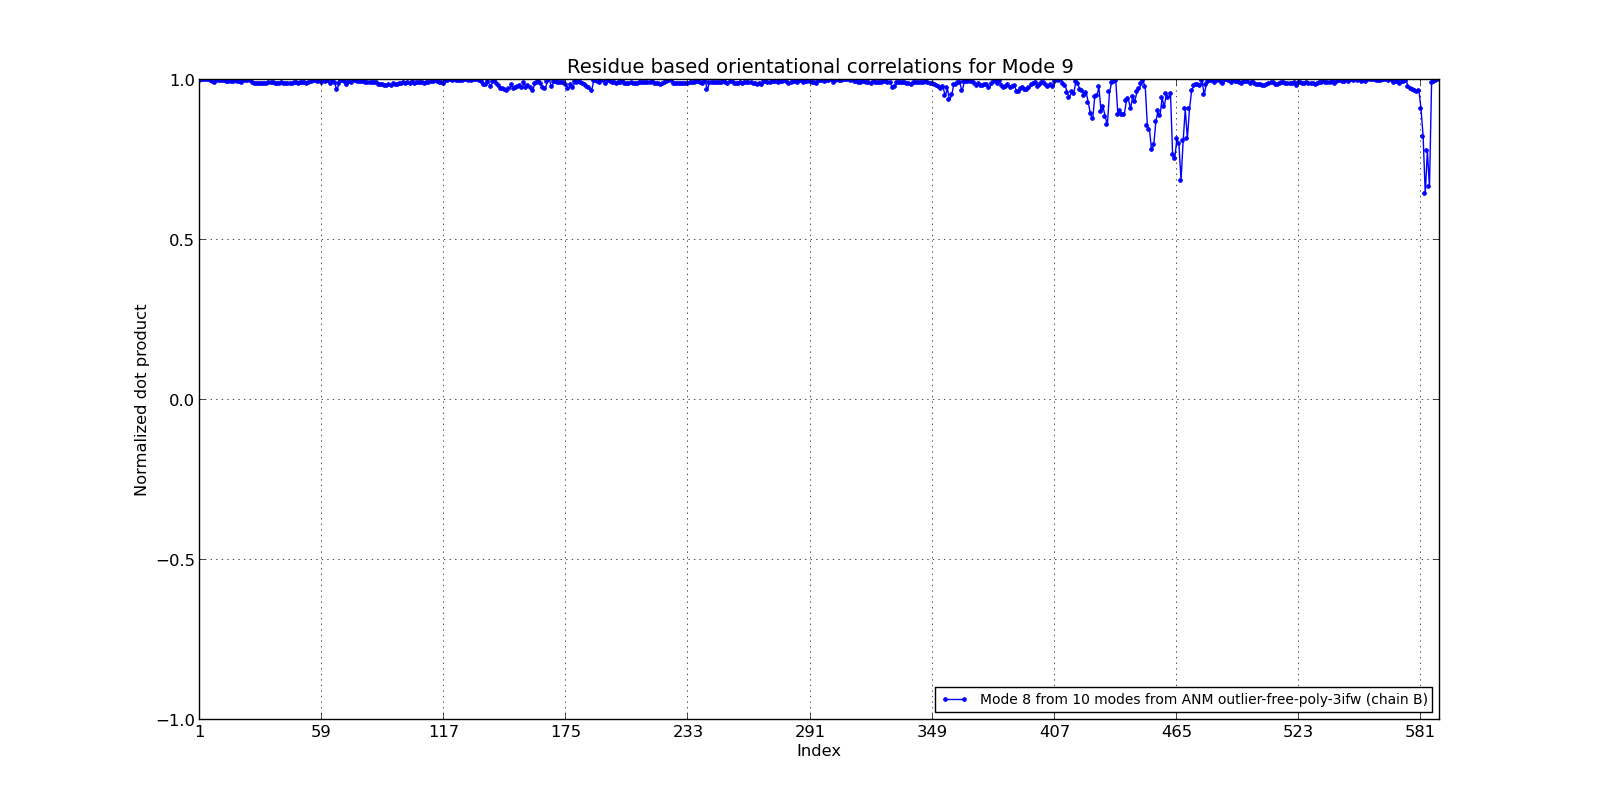 Residue based orientational correlations for Mode 9
1.0
0.5
0.0
−0.5
−1.0
Normalized dot product
Mode 8 from 10 modes from ANM outlier-free-poly-3ifw (chain B)
1 59 117 175 233 291 349 407 465 523 581
Index